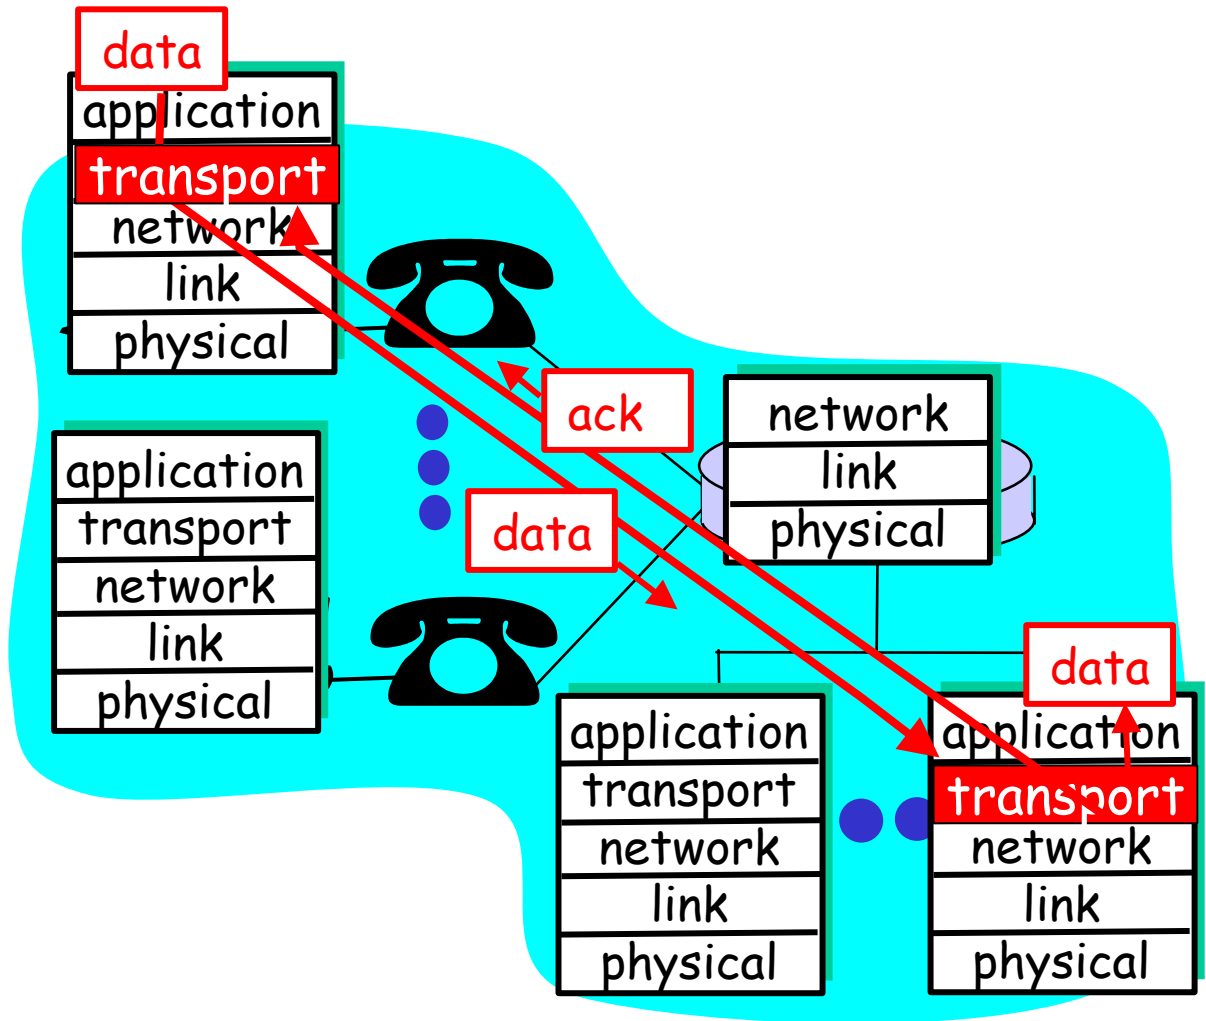 data
application
transport
network
link
physical
ack
network
link
physical
application
transport
network
link
physical
data
data
application
transport
network
link
physical
application
transport
network
link
physical